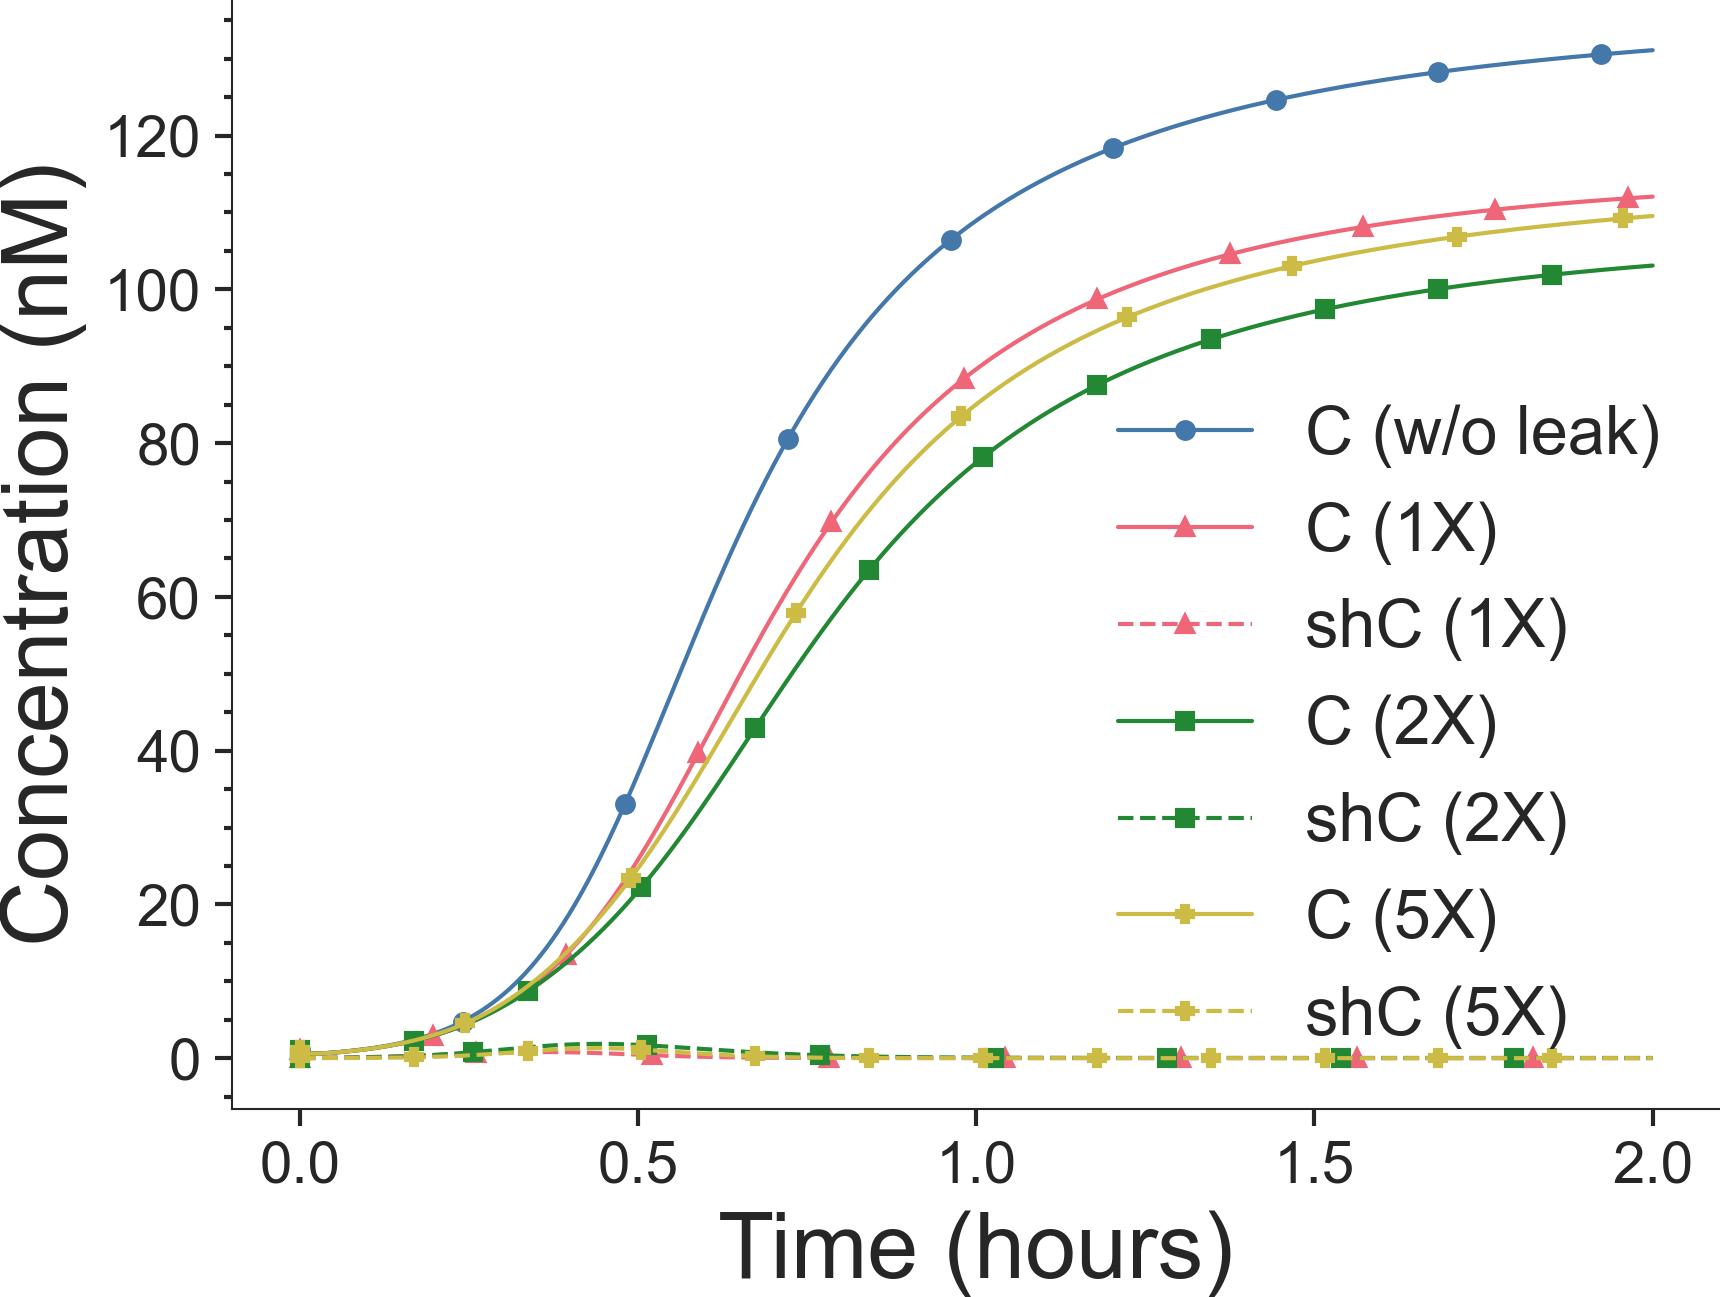 Concentration (nM)
120
100
80
60
40
20
0
C (w/o leak)
C (1X)
shC (1X)
C (2X)
shC (2X)
C (5X)
shC (5X)
0.0 0.5 1.0 1.5 2.0
Time (hours)